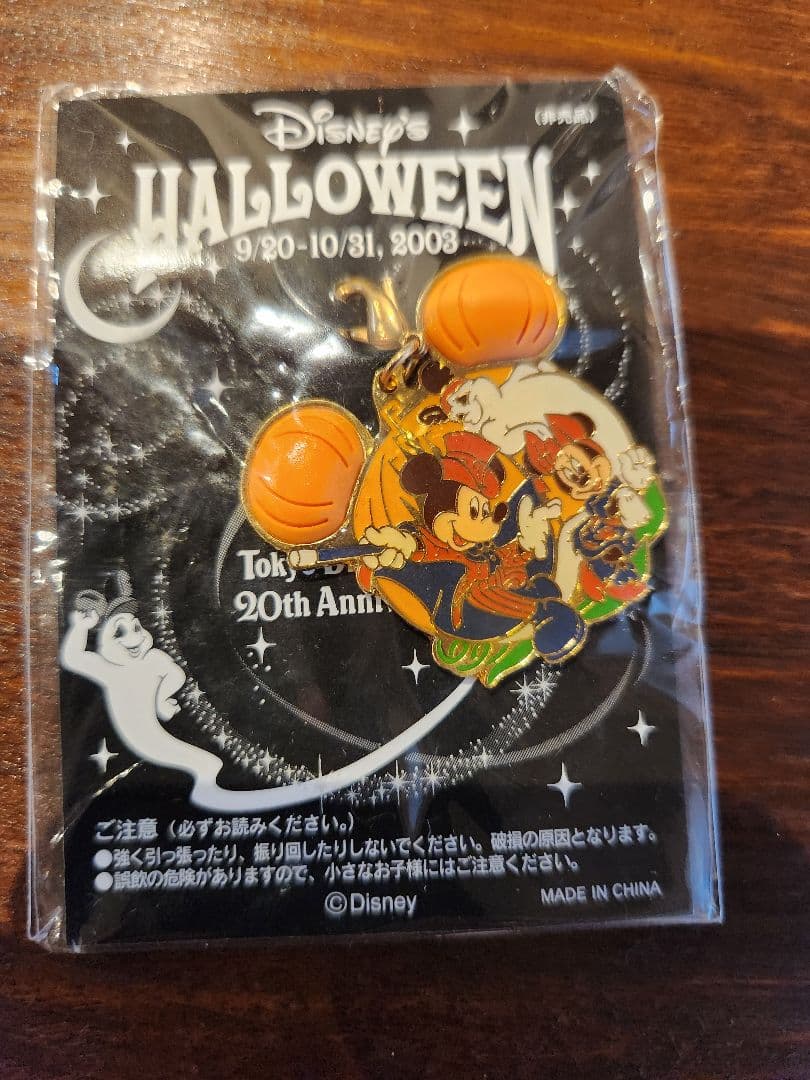 Disney's
(非売品)
HALLOWEEN
9/20-10/31, 2003
Tokyo
20th
ご注意（必ずお読みください。）
●強く引っ張ったり、振り回したりしないでください。破損の原因となります。
●誤飲の危険がありますので、小さなお子様にはご注意ください。
©Disney
MADE IN CHINA